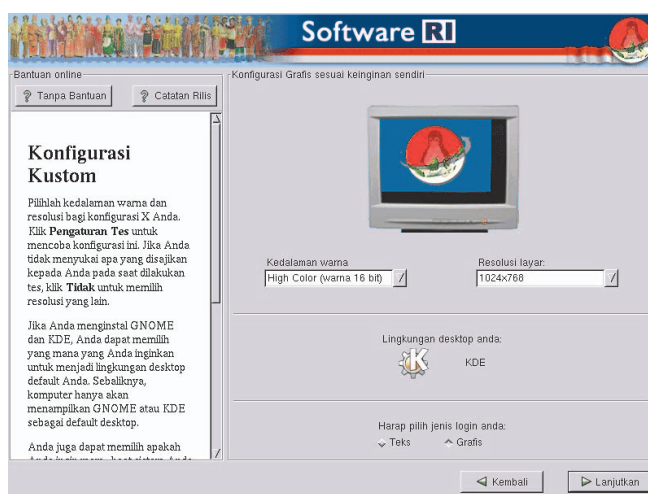 Software RI
Bantuan online
Tanpa Bantuan
Catatan Rilis
Konfigurasi
Kustom
Pilihlah kedalaman warna dan
resolusi bagi konfigurasi X Anda.
Klik Pengaturan Tes untuk
mencoba konfigurasi ini. Jika Anda
tidak menyukai apa yang disajikan
kepada Anda pada saat dilakukan
tes, klik Tidak untuk memilih
resolusi yang lain.
Jika Anda menginstal GNOME
dan KDE, Anda dapat memilih
yang mana yang Anda inginkan
untuk menjadi lingkungan desktop
default Anda. Sebaliknya,
komputer hanya akan
menampilkan GNOME atau KDE
sebagai default desktop.
Anda juga dapat memilih apakah
Konfigurasi Grafis sesuai keinginan sendiri
Kedalaman warna
High Color (warna 16 bit)
Resolusi layar:
1024x768
Lingkungan desktop anda:
KDE
Harap pilih jenis login anda:
Teks
Grafis
Kembali
Lanjutkan